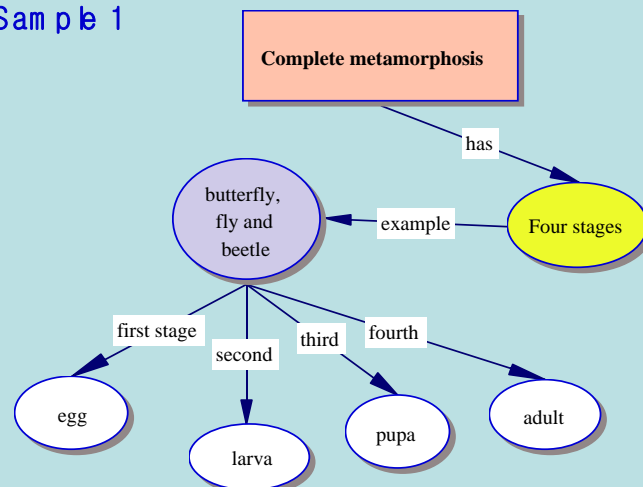 Sample 1
Complete metamorphosis
has
butterfly,
fly and
beetle
example
Four stages
first stage
second
third
fourth
egg
larva
pupa
adult